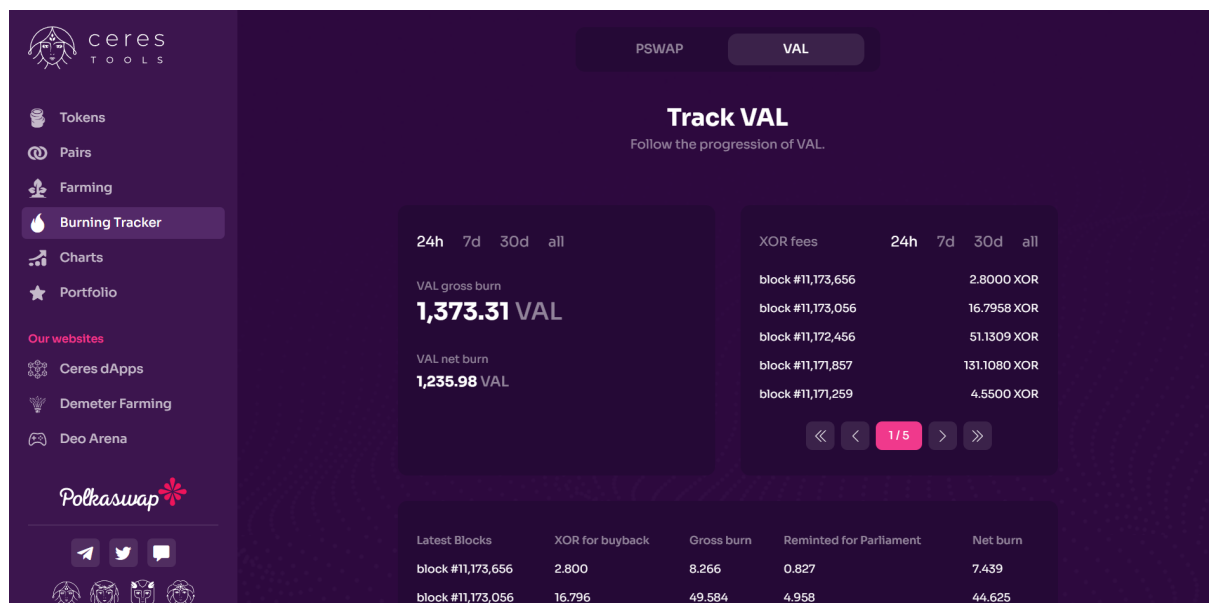 ceres
TOOLS
Tokens
Pairs
Farming
Burning Tracker
Charts
Portfolio
Our websites
Ceres dApps
Demeter Farming
Deo Arena
Polkaswap
PSWAP VAL
Track VAL
Follow the progression of VAL.
24h 7d 30d all
VAL gross burn
1,373.31 VAL
VAL net burn
1,235.98 VAL
XOR fees 24h 7d 30d all
block #11,173,656 2.8000 XOR
block #11,173,056 16.7958 XOR
block #11,172,456 51.1309 XOR
block #11,171,857 131.1080 XOR
block #11,171,259 4.5500 XOR
1 / 5
Latest Blocks XOR for buyback Gross burn Reminted for Parliament Net burn
block #11,173,656 2.800 8.266 0.827 7.439
block #11,173,056 16.796 49.584 4.958 44.625